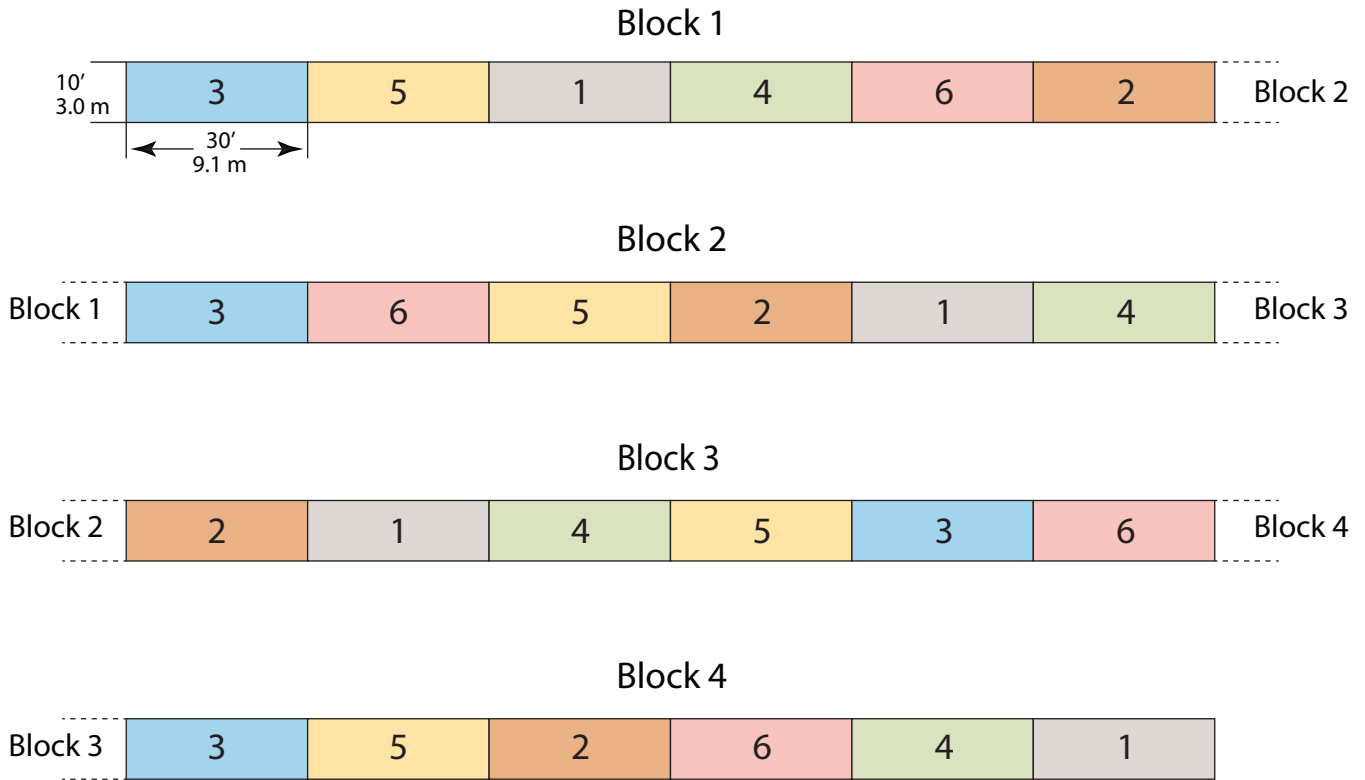 Block 1
10′
3.0 m
3 5 1 4 6 2
Block 2
30′
9.1 m
Block 2
Block 1
3 6 5 2 1 4
Block 3
Block 3
Block 2
2 1 4 5 3 6
Block 4
Block 4
Block 3
3 5 2 6 4 1